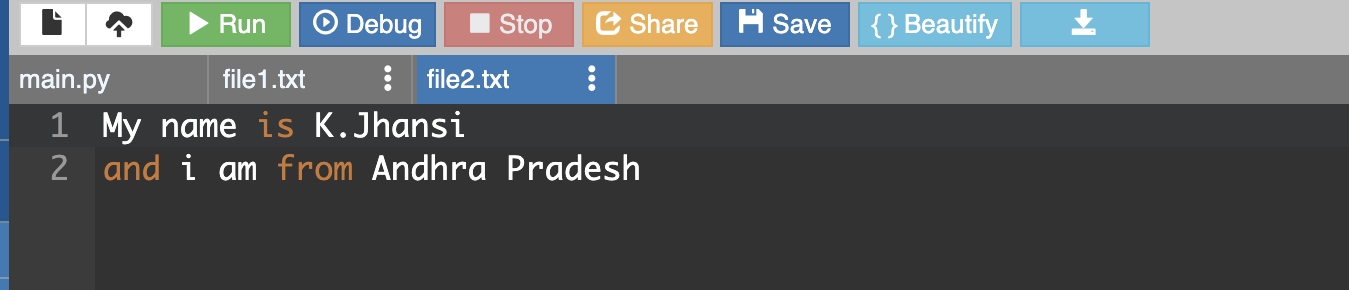 Run Debug Stop Share Save { } Beautify
main.py file1.txt file2.txt
1 My name is K.Jhansi
2 and i am from Andhra Pradesh